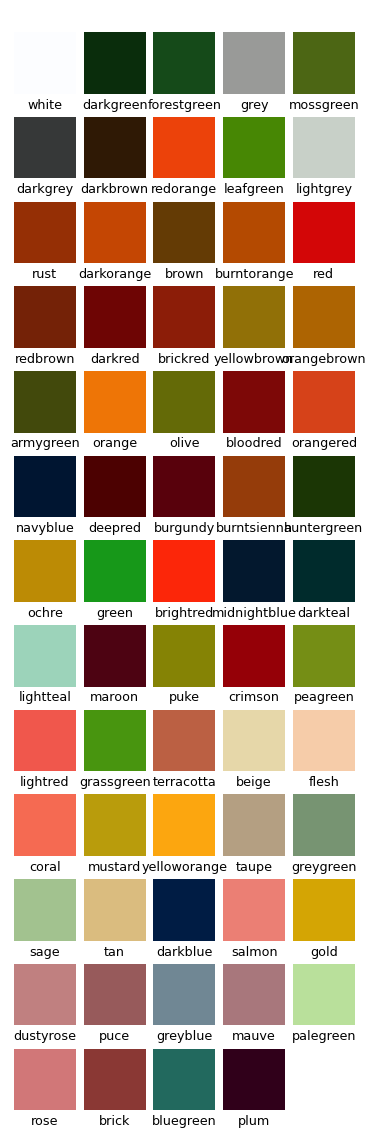 white darkgreen forestgreen grey mossgreen
darkgrey darkbrown redorange leafgreen lightgrey
rust darkorange brown burntorange red
redbrown darkred brickred yellowbrown orangebrown
armygreen orange olive bloodred orangered
navyblue deepred burgundy burntsienna huntergreen
ochre green brightred midnightblue darkteal
lightteal maroon puke crimson peagreen
lightred grassgreen terracotta beige flesh
coral mustard yelloworange taupe greygreen
sage tan darkblue salmon gold
dustyrose puce greyblue mauve palegreen
rose brick bluegreen plum